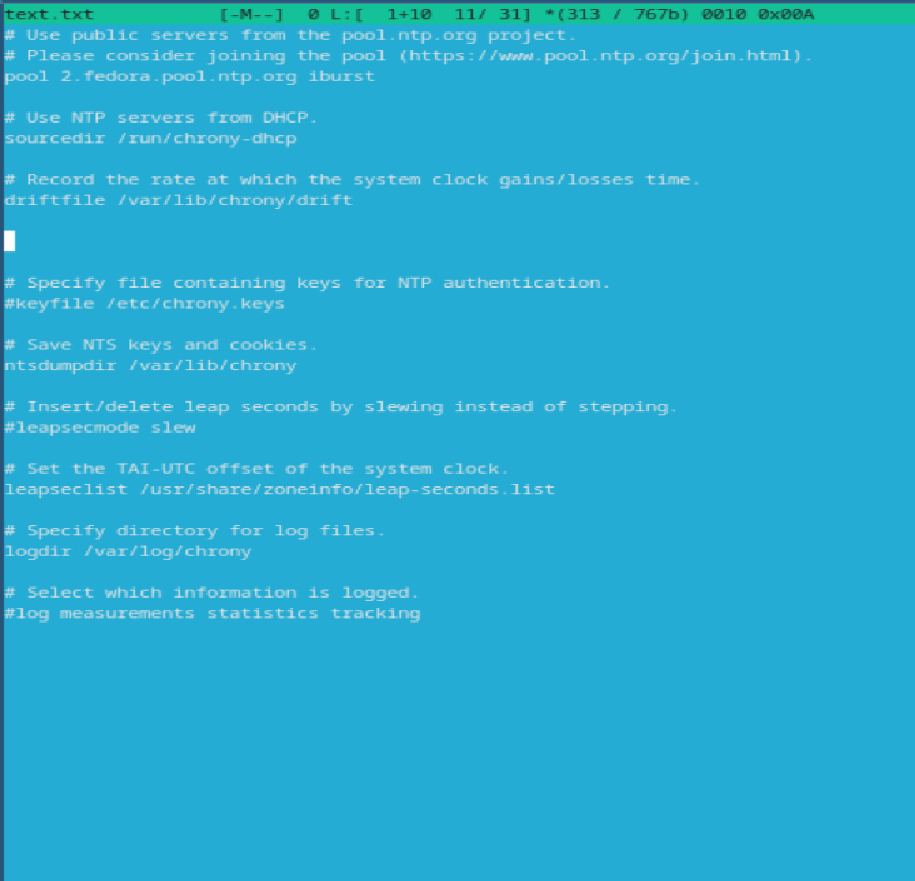 text.txt [-M--] 0 L:[ 1+10 11/ 31] *(313 / 767b) 0010 0x00A
# Use public servers from the pool.ntp.org project.
# Please consider joining the pool (https://www.pool.ntp.org/join.html).
pool 2.fedora.pool.ntp.org iburst
# Use NTP servers from DHCP.
sourcedir /run/chrony-dhcp
# Record the rate at which the system clock gains/losses time.
driftfile /var/lib/chrony/drift
# Specify file containing keys for NTP authentication.
#keyfile /etc/chrony.keys
# Save NTS keys and cookies.
ntsdumpdir /var/lib/chrony
# Insert/delete leap seconds by slewing instead of stepping.
#leapsecmode slew
# Set the TAI-UTC offset of the system clock.
leapseclist /usr/share/zoneinfo/leap-seconds.list
# Specify directory for log files.
logdir /var/log/chrony
# Select which information is logged.
#log measurements statistics tracking